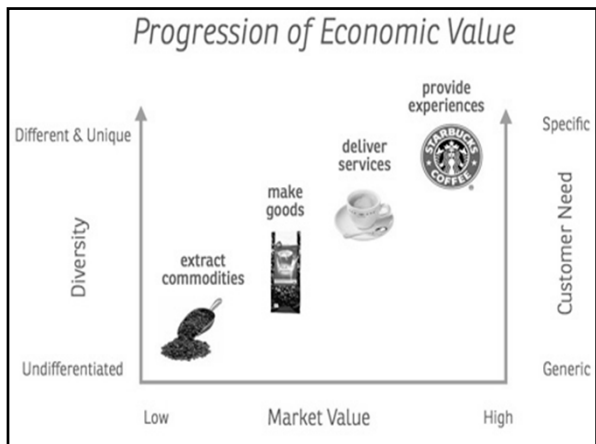 Progression of Economic Value
provide
experiences
Different & Unique
Specific
STARBUCKS
COFFEE
®
deliver
services
make
goods
Diversity
Customer Need
extract
commodities
Undifferentiated
Generic
Low
Market Value
High